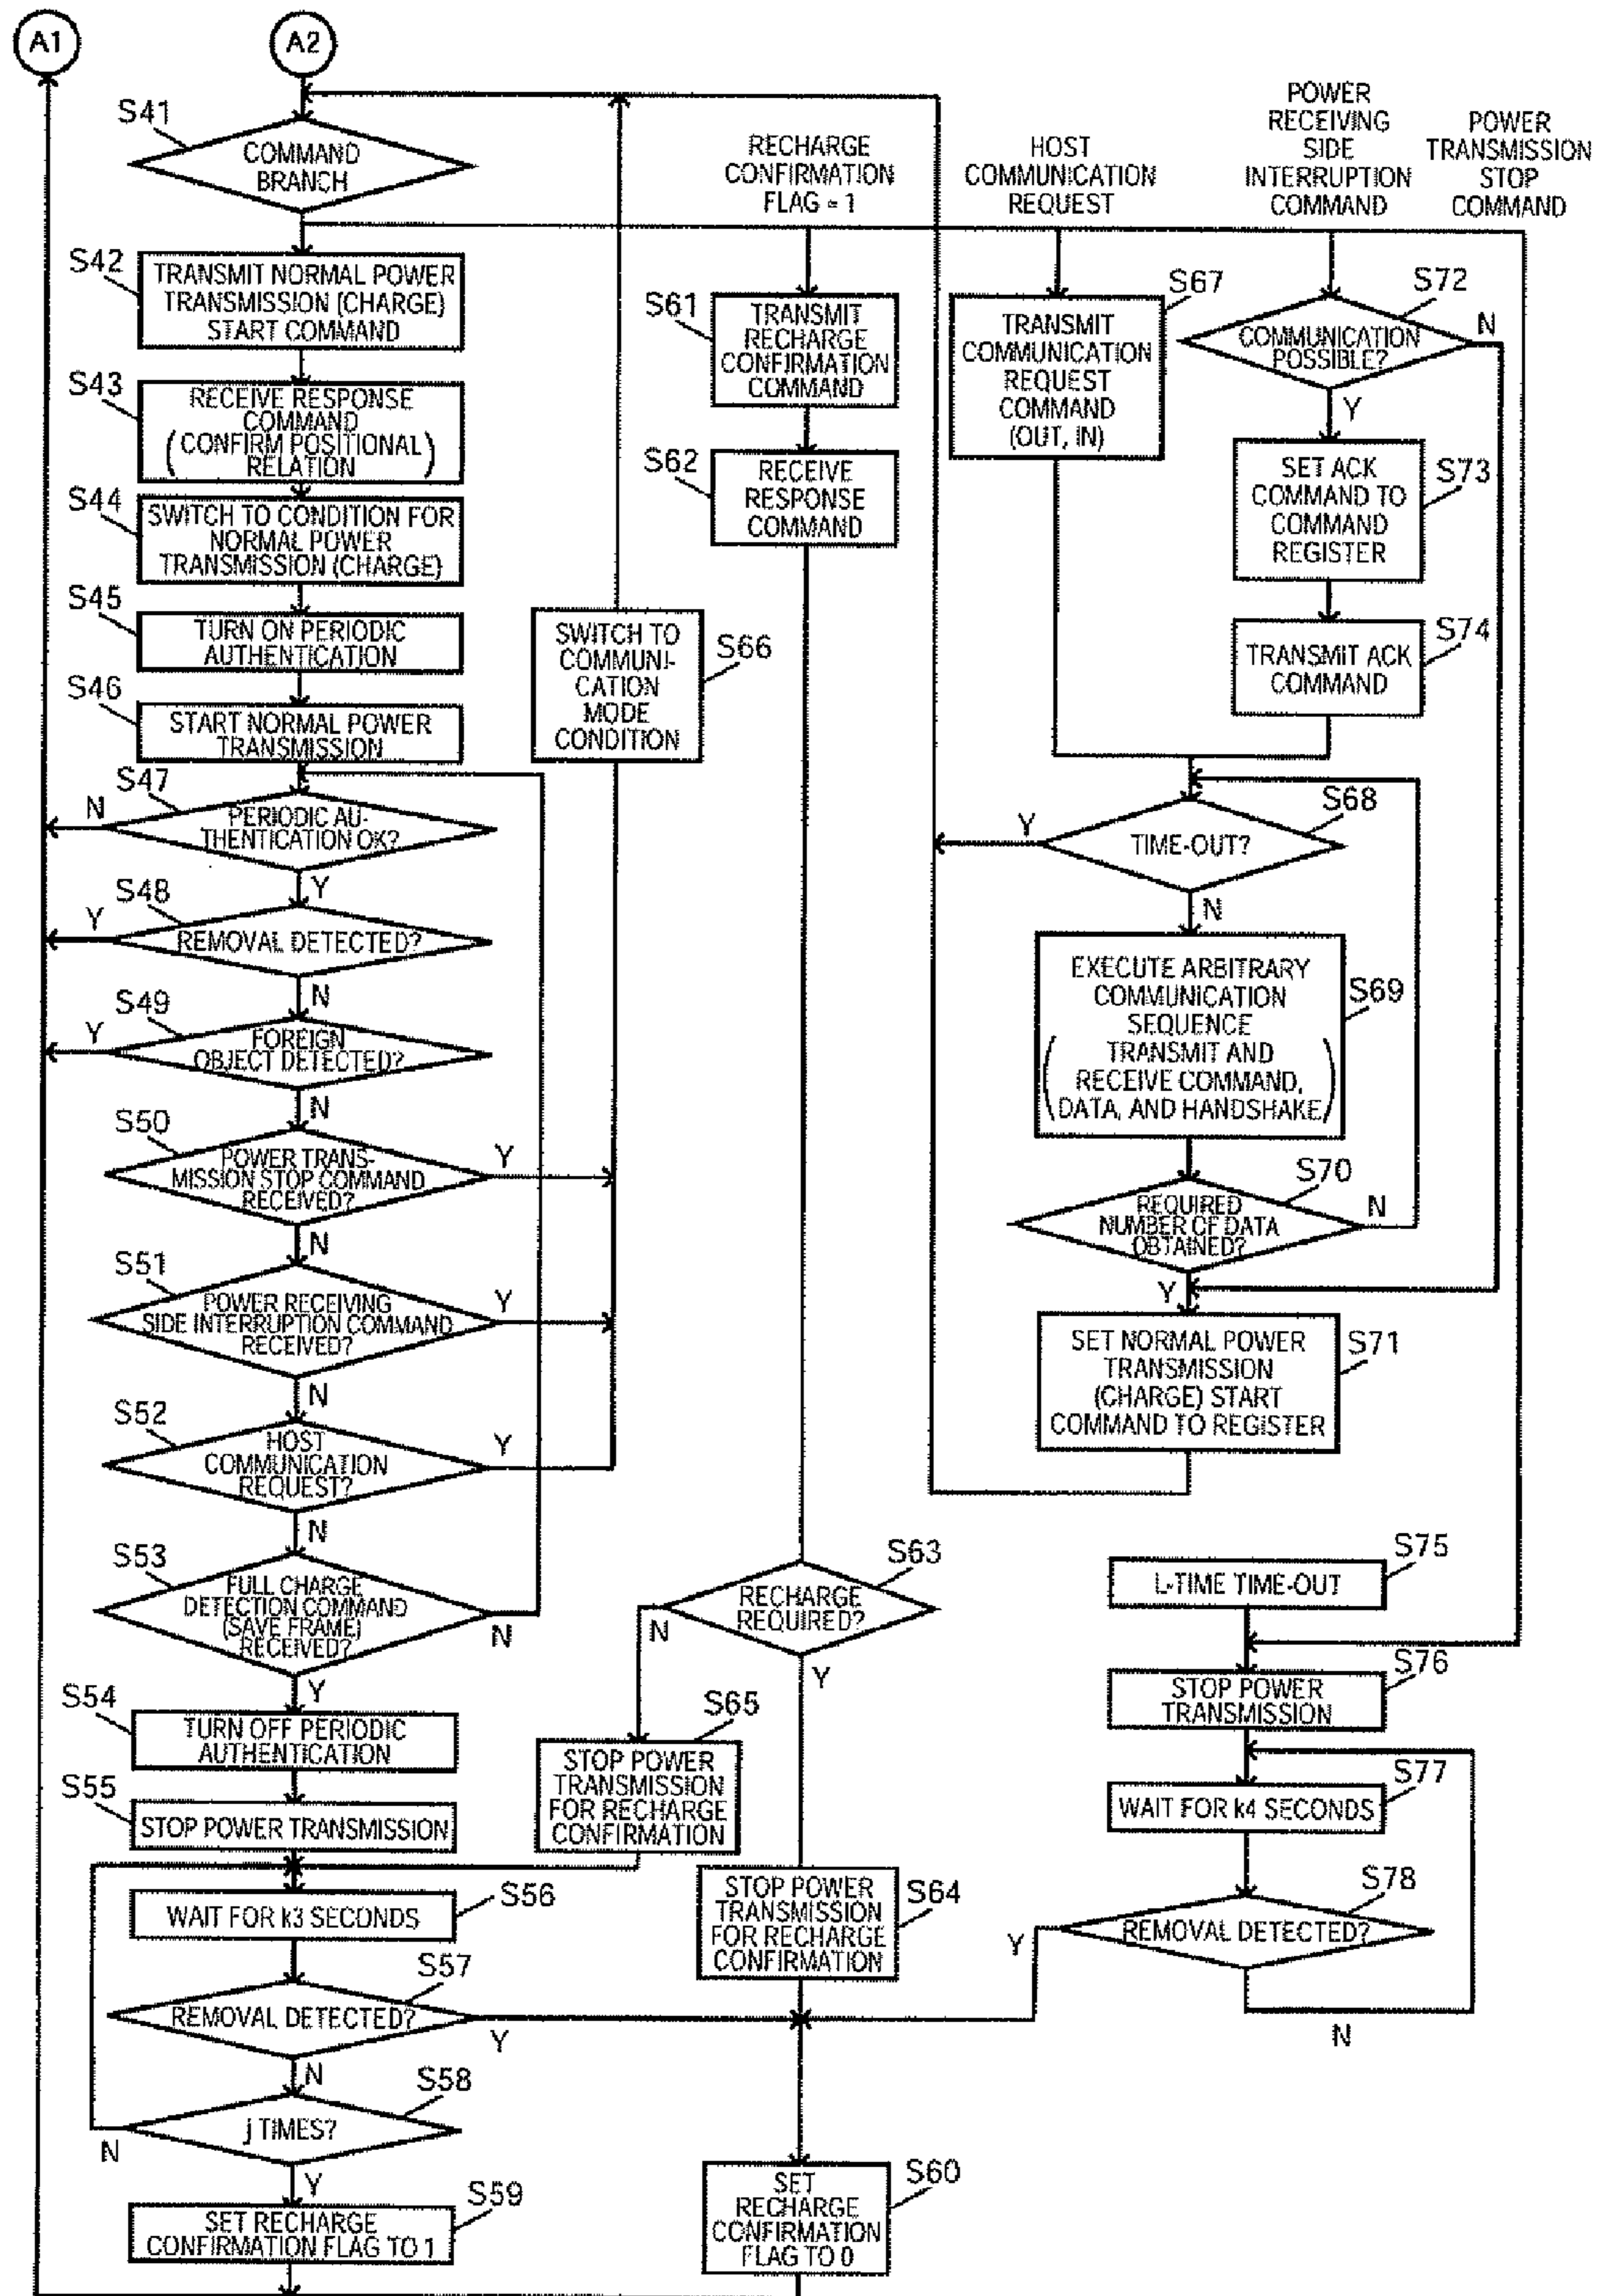 A1
A2
S41
COMMAND
BRANCH
RECHARGE
CONFIRMATION
FLAG = 1
HOST
COMMUNICATION
REQUEST
POWER
RECEIVING
SIDE
INTERRUPTION
COMMAND
POWER
TRANSMISSION
STOP
COMMAND
S42
TRANSMIT NORMAL POWER
TRANSMISSION (CHARGE)
START COMMAND
S43
RECEIVE RESPONSE
COMMAND
(CONFIRM POSITIONAL
RELATION)
S44
SWITCH TO CONDITION FOR
NORMAL POWER
TRANSMISSION (CHARGE)
S45
TURN ON PERIODIC
AUTHENTICATION
S46
START NORMAL POWER
TRANSMISSION
S47
N
PERIODIC AU-
THENTICATION OK?
Y
S48
Y
REMOVAL DETECTED?
N
S49
Y
FOREIGN
OBJECT DETECTED?
N
S50
POWER TRANS-
MISSION STOP COMMAND
RECEIVED?
Y
N
S51
POWER RECEIVING
SIDE INTERRUPTION COMMAND
RECEIVED?
Y
N
S52
HOST
COMMUNICATION
REQUEST?
Y
N
S53
FULL CHARGE
DETECTION COMMAND
(SAVE FRAME)
RECEIVED?
N
Y
S54
TURN OFF PERIODIC
AUTHENTICATION
S55
STOP POWER TRANSMISSION
WAIT FOR k3 SECONDS
S56
S57
REMOVAL DETECTED?
Y
N
S58
j TIMES?
N
Y
S59
SET RECHARGE
CONFIRMATION FLAG TO 1
SWITCH TO
COMMUNI-
CATION
MODE
CONDITION
S66
S61
TRANSMIT
RECHARGE
CONFIRMATION
COMMAND
S62
RECEIVE
RESPONSE
COMMAND
S63
RECHARGE
REQUIRED?
N
Y
S65
STOP POWER
TRANSMISSION
FOR RECHARGE
CONFIRMATION
STOP POWER
TRANSMISSION
FOR RECHARGE
CONFIRMATION
S64
S60
SET
RECHARGE
CONFIRMATION
FLAG TO 0
S67
TRANSMIT
COMMUNICATION
REQUEST
COMMAND
(OUT, IN)
S72
COMMUNICATION
POSSIBLE?
N
Y
SET ACK
COMMAND TO
COMMAND
REGISTER
S73
TRANSMIT ACK
COMMAND
S74
S68
Y
TIME-OUT?
N
EXECUTE ARBITRARY
COMMUNICATION
SEQUENCE
(TRANSMIT AND
RECEIVE COMMAND,
DATA, AND HANDSHAKE)
S69
S70
REQUIRED
NUMBER OF DATA
OBTAINED?
N
Y
SET NORMAL POWER
TRANSMISSION
(CHARGE) START
COMMAND TO REGISTER
S71
S75
L-TIME TIME-OUT
S76
STOP POWER
TRANSMISSION
S77
WAIT FOR k4 SECONDS
S78
REMOVAL DETECTED?
Y
N